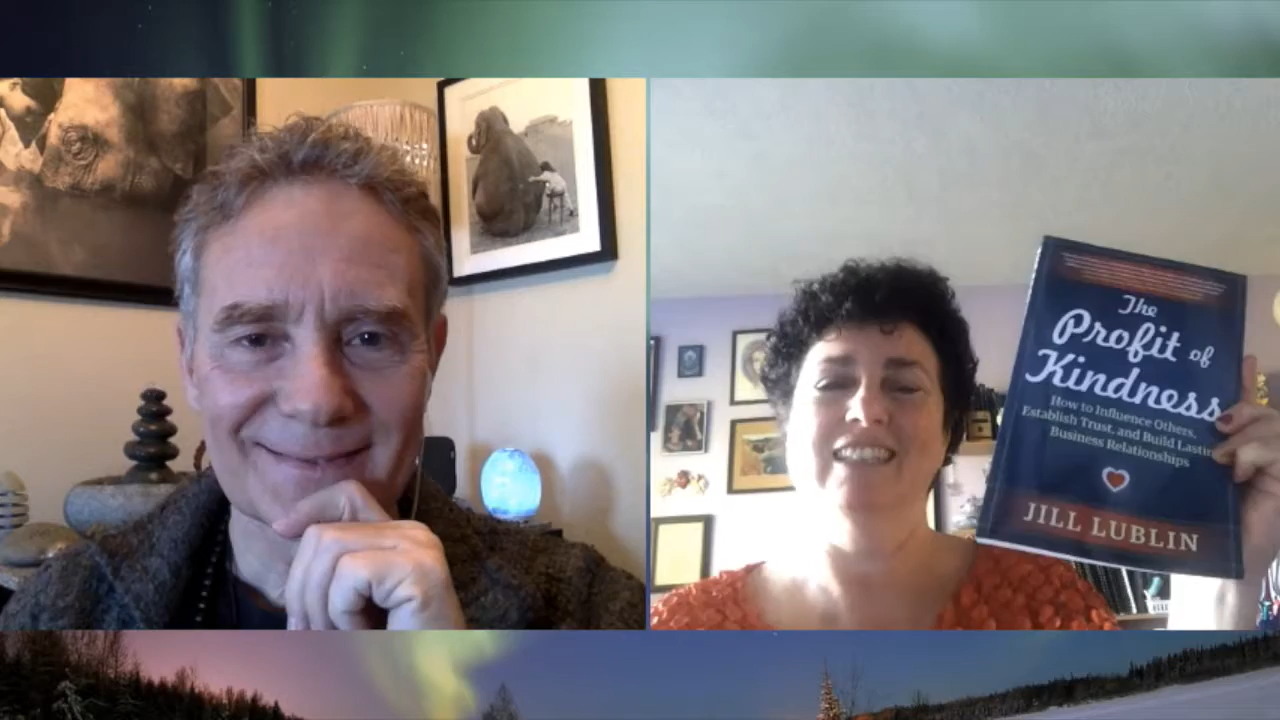 The
Profit of
Kindness
How to Influence Others,
Establish Trust, and Build Lastin
Business Relationships
JILL LUBLIN